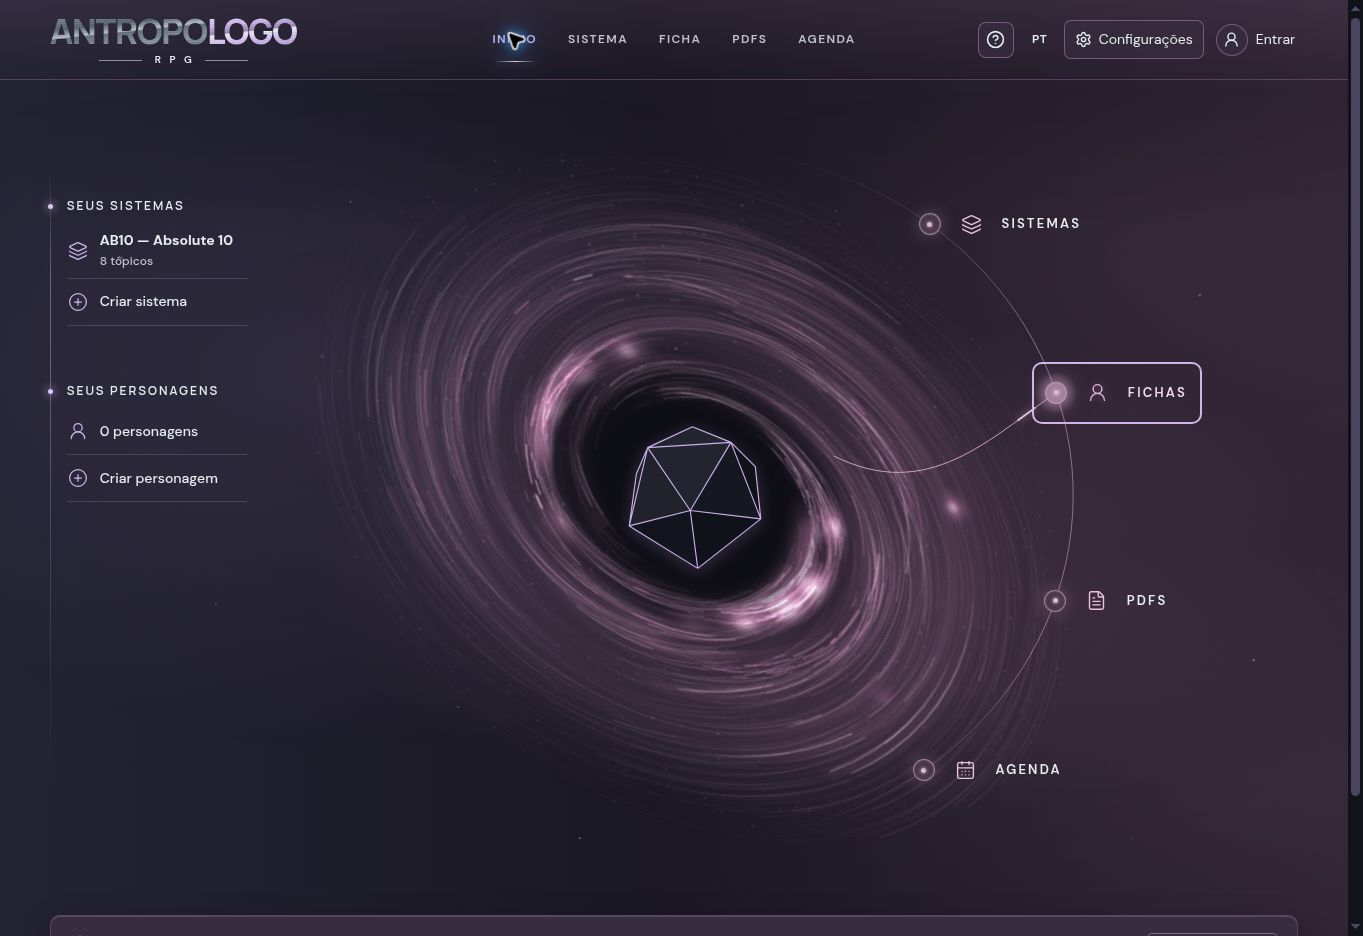 ANTROPOLOGO
RPG
SISTEMA
FICHA
PDFS
AGENDA
PT
Configurações
Entrar
SEUS SISTEMAS
AB10 — Absolute 10
8 tópicos
Criar sistema
SEUS PERSONAGENS
0 personagens
Criar personagem
SISTEMAS
FICHAS
PDFS
AGENDA